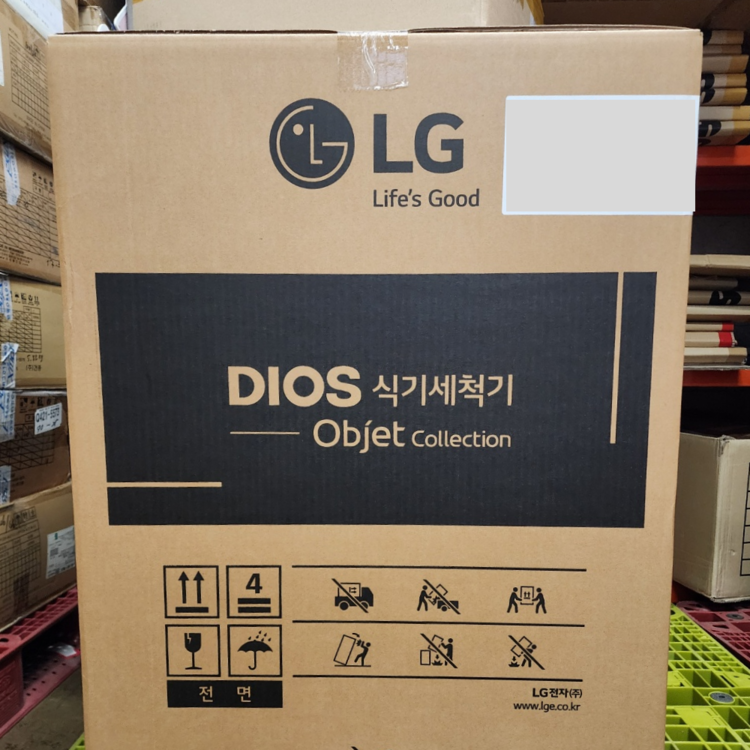 LG
Life's Good
DIOS 식기세척기
Objet Collection
4
전 면
LG전자(주)
www.lge.co.kr